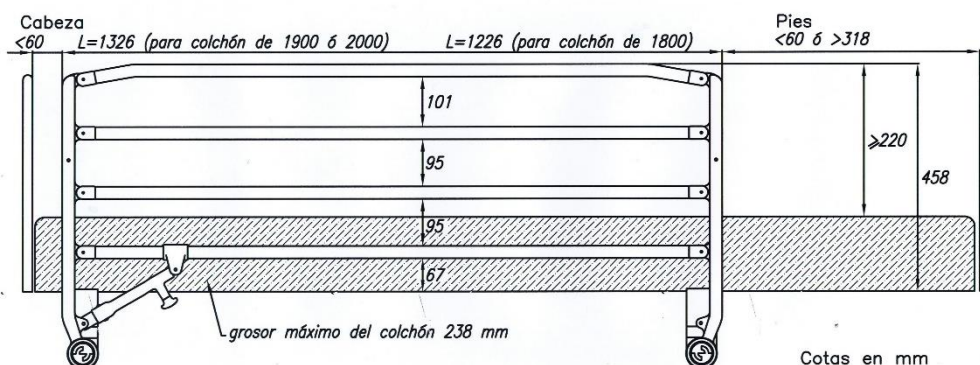 Cabeza
Pies
<60
L=1326 (para colchón de 1900 ó 2000)
L=1226 (para colchón de 1800)
<60 ó >318
101
95
⩾220
458
95
67
grosor máximo del colchón 238 mm
Cotas en mm